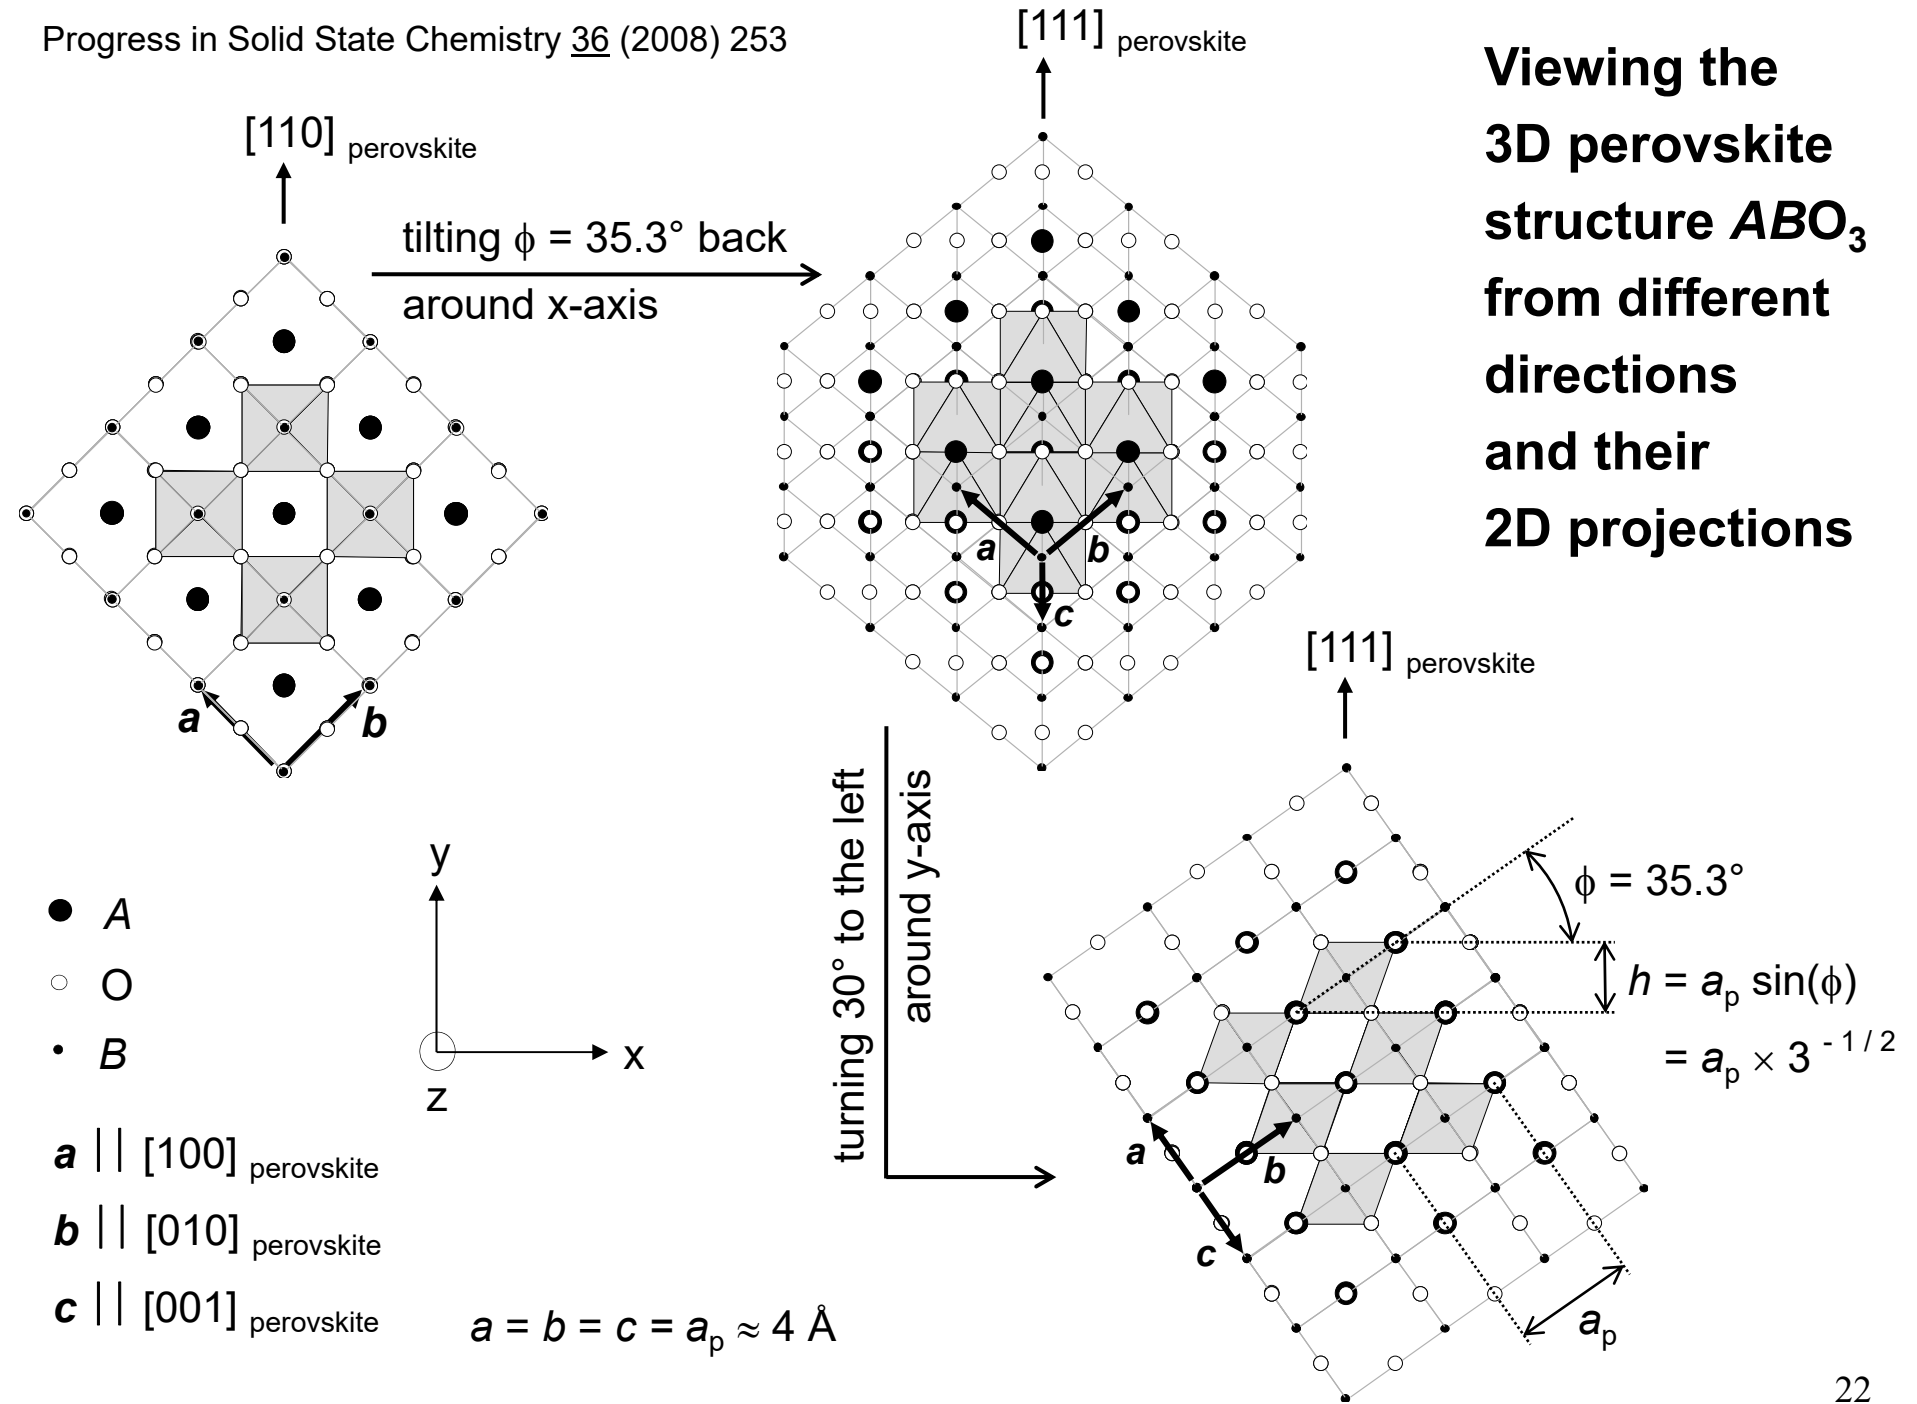 Progress in Solid State Chemistry 36 (2008) 253
[111] perovskite
Viewing the
3D perovskite
structure ABO3
from different
directions
and their
2D projections
[110] perovskite
tilting ϕ = 35.3° back
around x-axis
a
b
a
b
c
[111] perovskite
turning 30° to the left
around y-axis
ϕ = 35.3°
h = ap sin(ϕ)
= ap × 3 - 1 / 2
a
b
c
ap
y
x
z
A
O
B
a || [100] perovskite
b || [010] perovskite
c || [001] perovskite
a = b = c = ap ≈ 4 Å
22